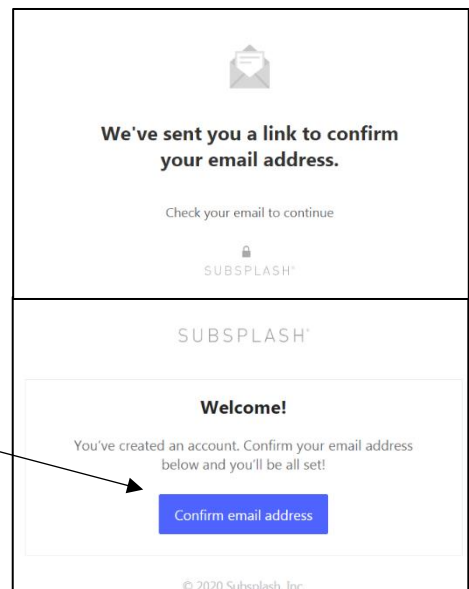 We've sent you a link to confirm
your email address.
Check your email to continue
SUBSPLASH
SUBSPLASH
Welcome!
You've created an account. Confirm your email address
below and you'll be all set!
Confirm email address
© 2020 Subsplash, Inc.